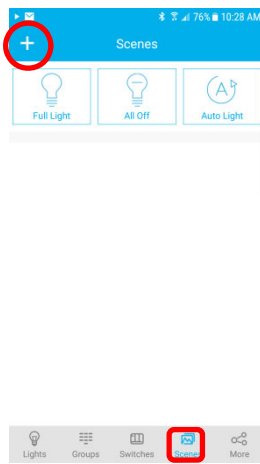 76% 10:28 AM
+ Scenes
Full Light All Off A Auto Light
Lights Groups Switches Scenes More